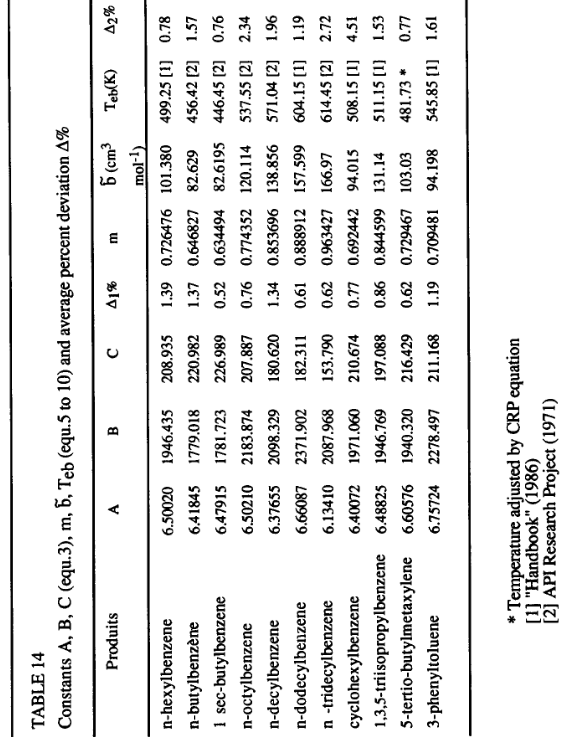 TABLE 14
Constants A, B, C (equ.3), m, b̃, Teb (equ.5 to 10) and average percent deviation Δ%
Produits A B C Δ1% m b̃ (cm3 mol-1) Teb(K) Δ2%
n-hexylbenzene 6.50020 1946.435 208.935 1.39 0.726476 101.380 499.25 [1] 0.78
n-butylbenzène 6.41845 1779.018 220.982 1.37 0.646827 82.629 456.42 [2] 1.57
1 sec-butylbenzene 6.47915 1781.723 226.989 0.52 0.634494 82.6195 446.45 [2] 0.76
n-octylbenzene 6.50210 2183.874 207.887 0.76 0.774352 120.114 537.55 [2] 2.34
n-decylbenzene 6.37655 2098.329 180.620 1.34 0.853696 138.856 571.04 [2] 1.96
n-dodecylbenzene 6.66087 2371.902 182.311 0.61 0.888912 157.599 604.15 [1] 1.19
n -tridecylbenzene 6.13410 2087.968 153.790 0.62 0.963427 166.97 614.45 [2] 2.72
cyclohexylbenzene 6.40072 1971.060 210.674 0.77 0.692442 94.015 508.15 [1] 4.51
1,3,5-triisopropylbenzene 6.48825 1946.769 197.088 0.86 0.844599 131.14 511.15 [1] 1.53
5-tertio-butylmetaxylene 6.60576 1940.320 216.429 0.62 0.729467 103.03 481.73 * 0.77
3-phenyltoluene 6.75724 2278.497 211.168 1.19 0.709481 94.198 545.85 [1] 1.61
* Temperature adjusted by CRP equation
[1] "Handbook" (1986)
[2] API Research Project (1971)